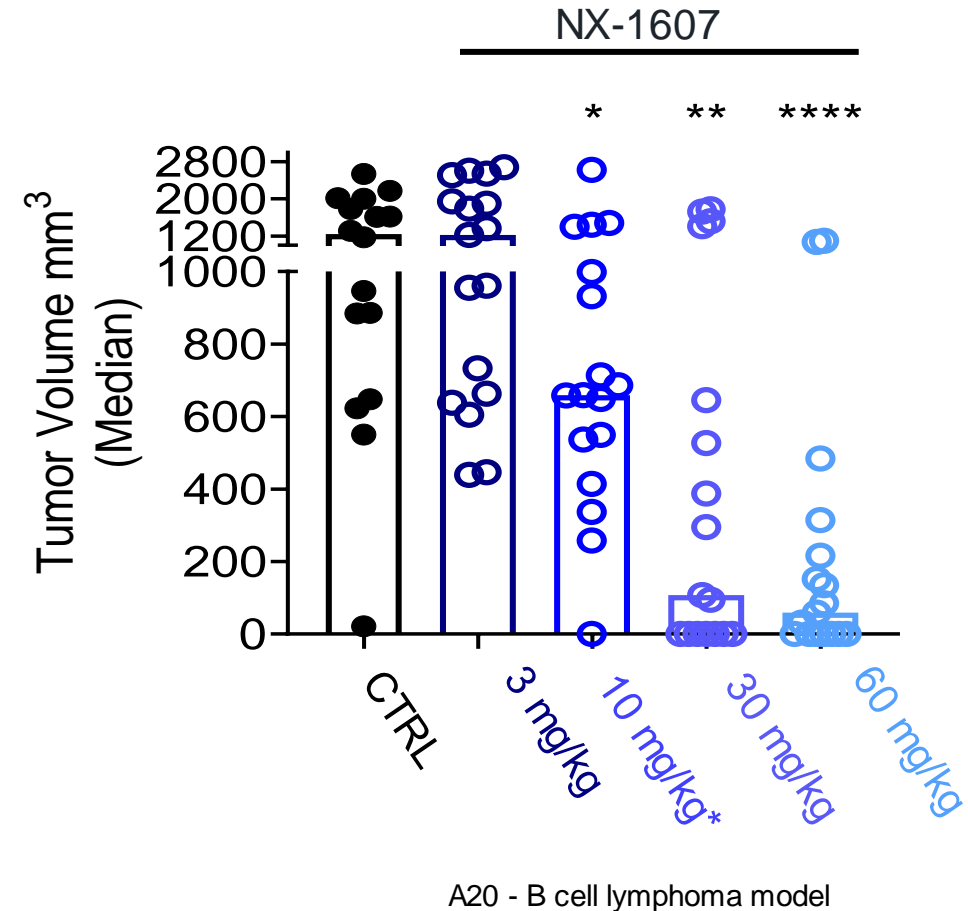 NX-1607
* ** ****
2800
2000
1200
1000
800
600
400
200
0
Tumor Volume mm³
(Median)
CTRL
3 mg/kg
10 mg/kg*
30 mg/kg
60 mg/kg
A20 - B cell lymphoma model